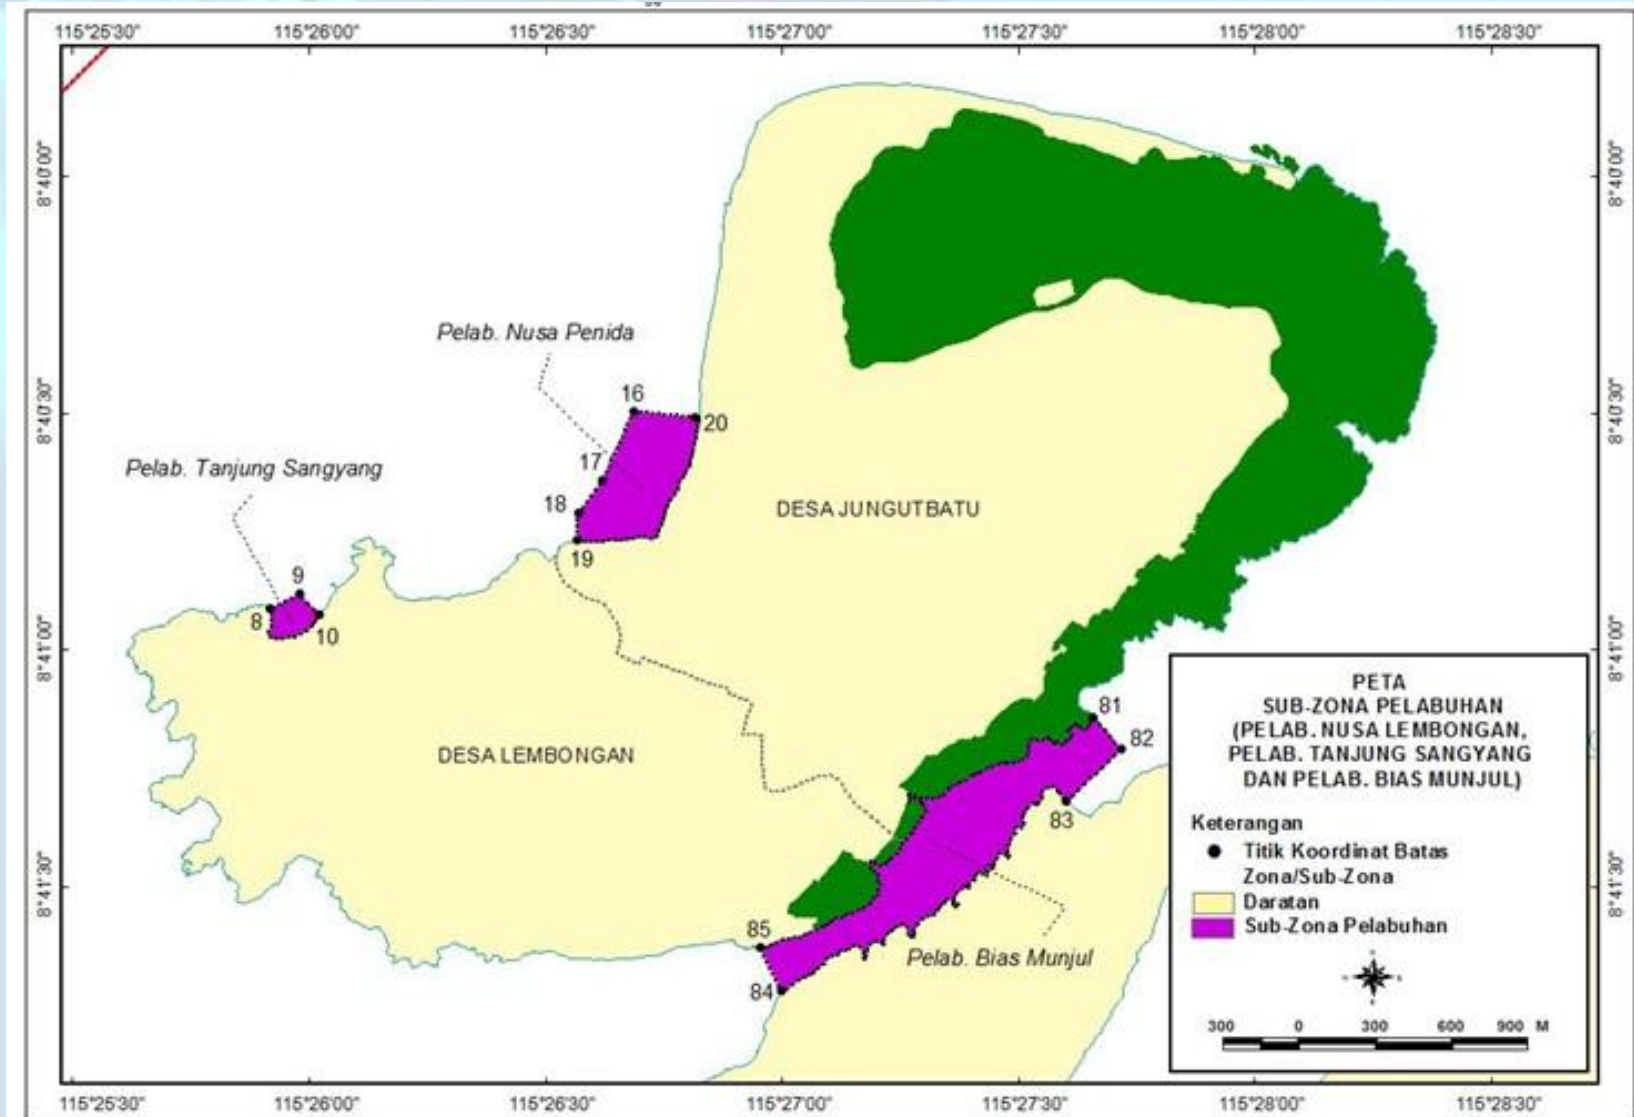 115°25'30"
115°26'00"
115°26'30"
115°27'00"
115°27'30"
115°28'00"
115°28'30"
8°40'00"
8°40'00"
Pelab. Nusa Penida
16
20
8°40'30"
8°40'30"
17
Pelab. Tanjung Sangyang
18
DESA JUNGUTBATU
19
9
8
10
8°41'00"
8°41'00"
81
82
DESA LEMBONGAN
83
85
Pelab. Bias Munjul
84
8°41'30"
8°41'30"
PETA
SUB-ZONA PELABUHAN
(PELAB. NUSA LEMBONGAN,
PELAB. TANJUNG SANGYANG
DAN PELAB. BIAS MUNJUL)
Keterangan
Titik Koordinat Batas
Zona/Sub-Zona
Daratan
Sub-Zona Pelabuhan
300 0 300 600 900 M
115°25'30"
115°26'00"
115°26'30"
115°27'00"
115°27'30"
115°28'00"
115°28'30"